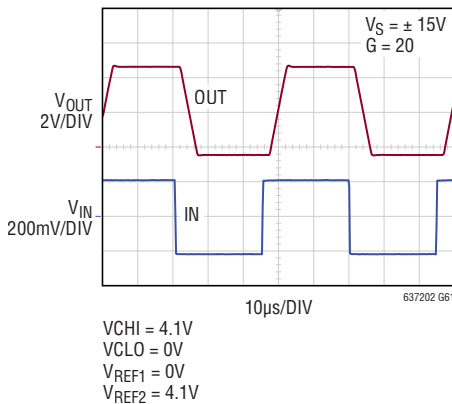 VS = ± 15V
G = 20
OUT
VOUT
2V/DIV
IN
VIN
200mV/DIV
637202 G61
10µs/DIV
VCHI = 4.1V
VCLO = 0V
VREF1 = 0V
VREF2 = 4.1V